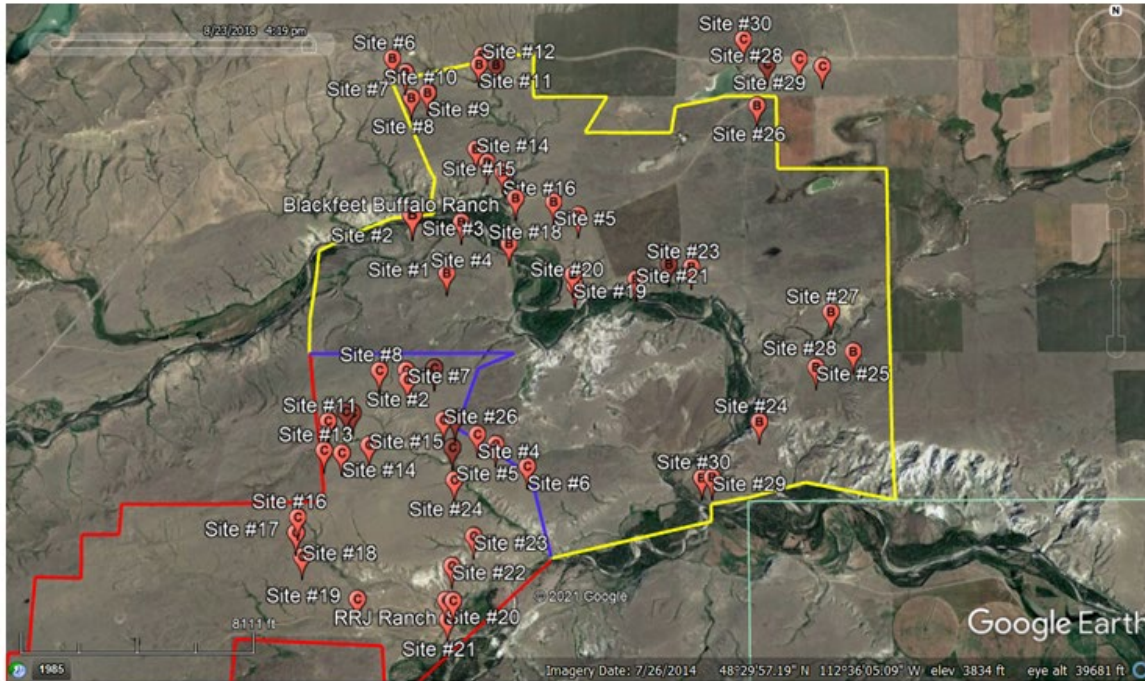 N
8/23/2018 4:19 pm
Site #30
Site #6
Site #12
Site #28
Site #10
Site #11
Site #29
Site #7
Site #9
Site #8
Site #26
Site #14
Site #15
Site #16
Blackfeet Buffalo Ranch
Site #5
Site #2
Site #3
Site #18
Site #23
Site #1
Site #4
Site #20
Site #21
Site #19
Site #27
Site #8
Site #28
Site #7
Site #25
Site #2
Site #11
Site #26
Site #24
Site #13
Site #15
Site #4
Site #14
Site #5
Site #30
Site #6
Site #29
Site #16
Site #24
Site #17
Site #23
Site #18
Site #22
Site #19
© 2021 Google
RRJ Ranch
Site #20
8111 ft
Google Earth
Site #21
1985
Imagery Date: 7/26/2014 48°29'57.19" N 112°36'05.09" W elev 3834 ft eye alt 39681 ft